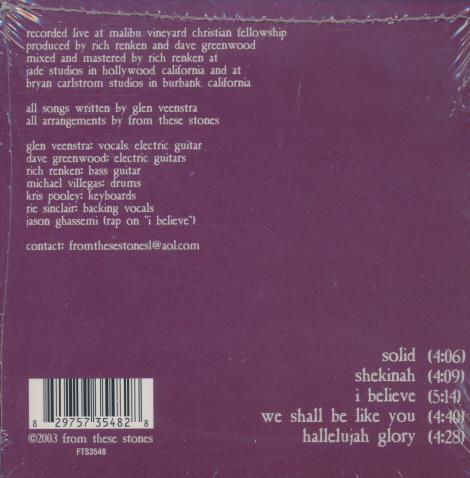 recorded live at malibu vineyard christian fellowship
produced by rich renken and dave greenwood
mixed and mastered by rich renken at
jade studios in hollywood, california and at
bryan carlstrom studios in burbank, california
all songs written by glen veenstra
all arrangements by from these stones
glen veenstra: vocals, electric guitar
dave greenwood: electric guitars
rich renken: bass guitar
michael villegas: drums
kris pooley: keyboards
rie sinclair: backing vocals
jason ghassemi (rap on "i believe")
contact: fromthesestones1@aol.com
solid (4:06)
shekinah (4:09)
i believe (5:14)
we shall be like you (4:40)
hallelujah glory (4:28)
8 29757 35482 8
©2003 from these stones
FTS3548